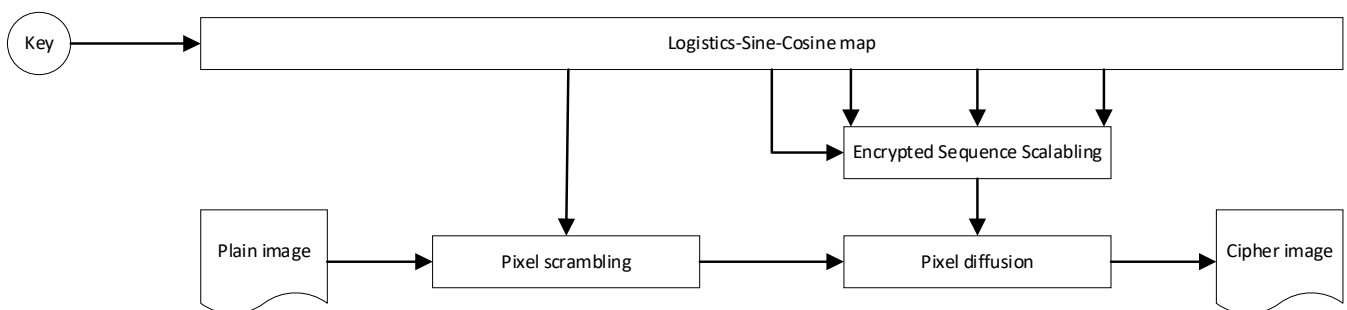 Key
Logistics-Sine-Cosine map
Encrypted Sequence Scalabling
Plain image
Pixel scrambling
Pixel diffusion
Cipher image